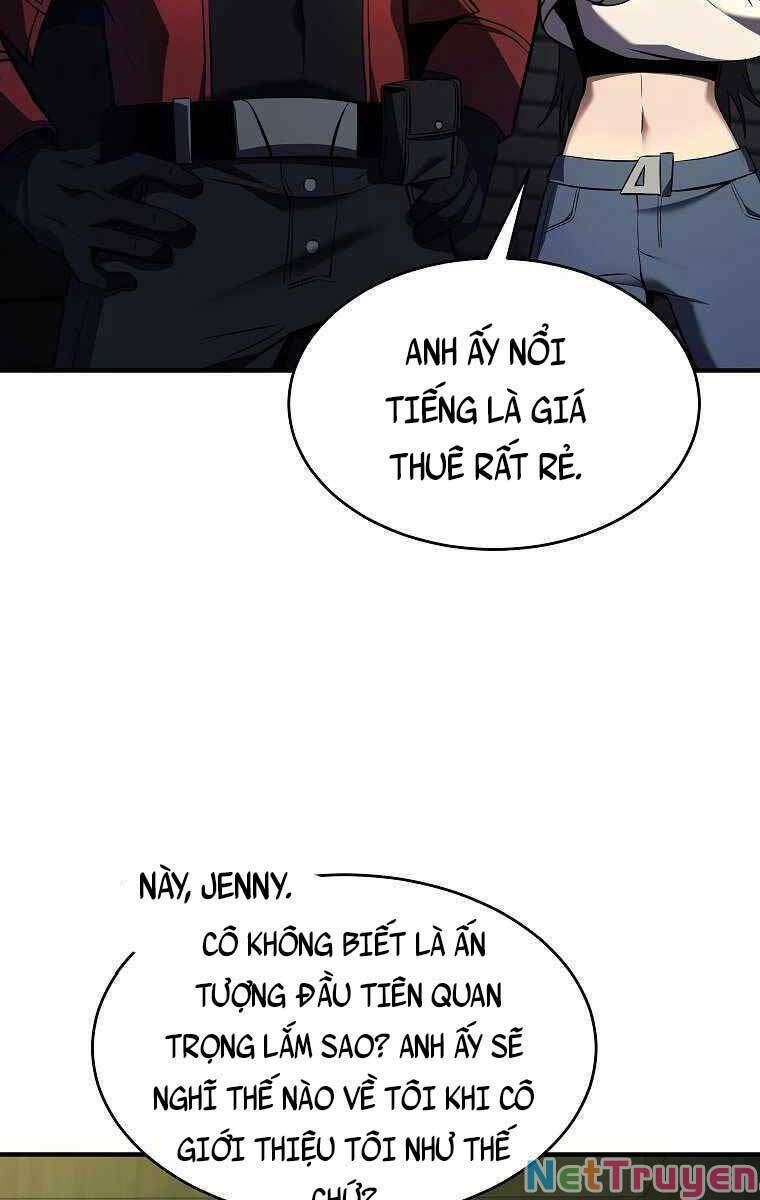 ANH ẤY NỔI
TIẾNG LÀ GIÁ
THUÊ RẤT RẺ.
NÀY, JENNY.
CÔ KHÔNG BIẾT LÀ ẤN
TƯỢNG ĐẦU TIÊN QUAN
TRỌNG LẮM SAO? ANH ẤY SẼ
NGHĨ THẾ NÀO VỀ TÔI KHI CÔ
GIỚI THIỆU TÔI NHƯ THẾ
CHỨ?
NETTRUYEN